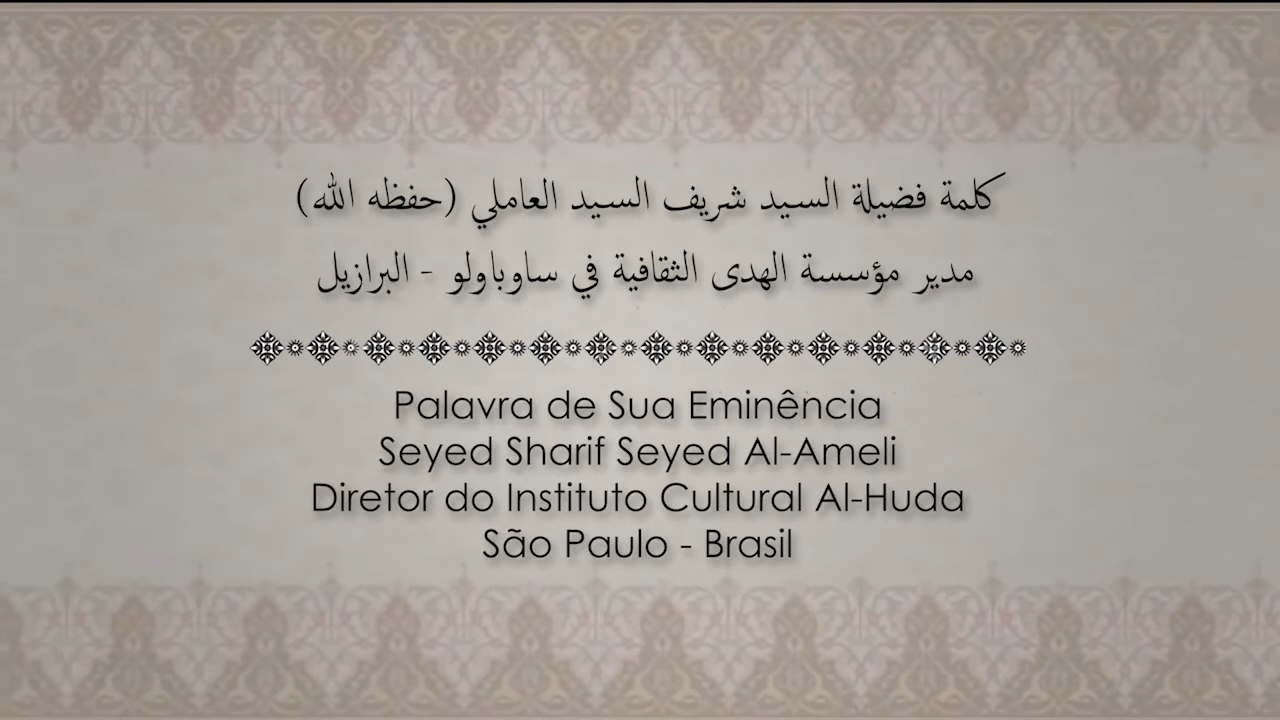 كلمة فضيلة السيد شريف السيد العاملي (حفظه الله)
مدير مؤسسة الهدى الثقافية في ساوباولو - البرازيل
Palavra de Sua Eminência
Seyed Sharif Seyed Al-Ameli
Diretor do Instituto Cultural Al-Huda
São Paulo - Brasil